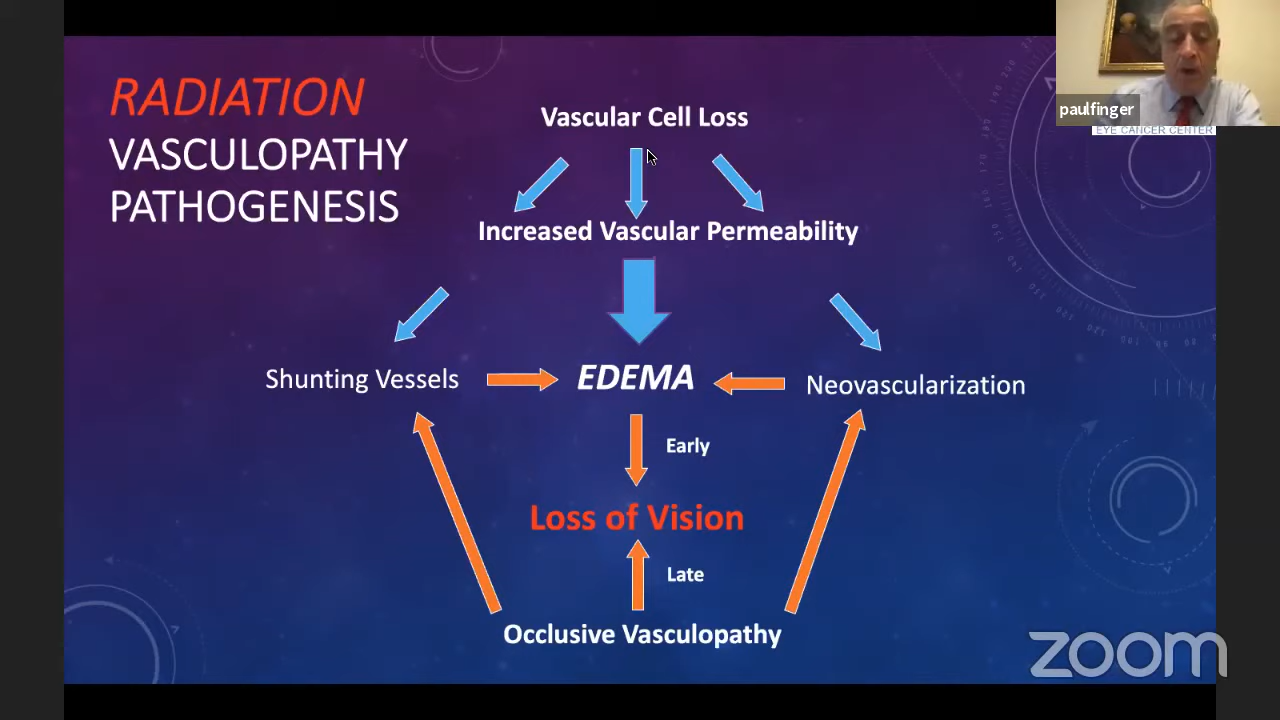 RADIATION
VASCULOPATHY
PATHOGENESIS
paulfinger
EYE CANCER CENTER
Vascular Cell Loss
Increased Vascular Permeability
Shunting Vessels
EDEMA
Neovascularization
Early
Loss of Vision
Late
Occlusive Vasculopathy
zoom